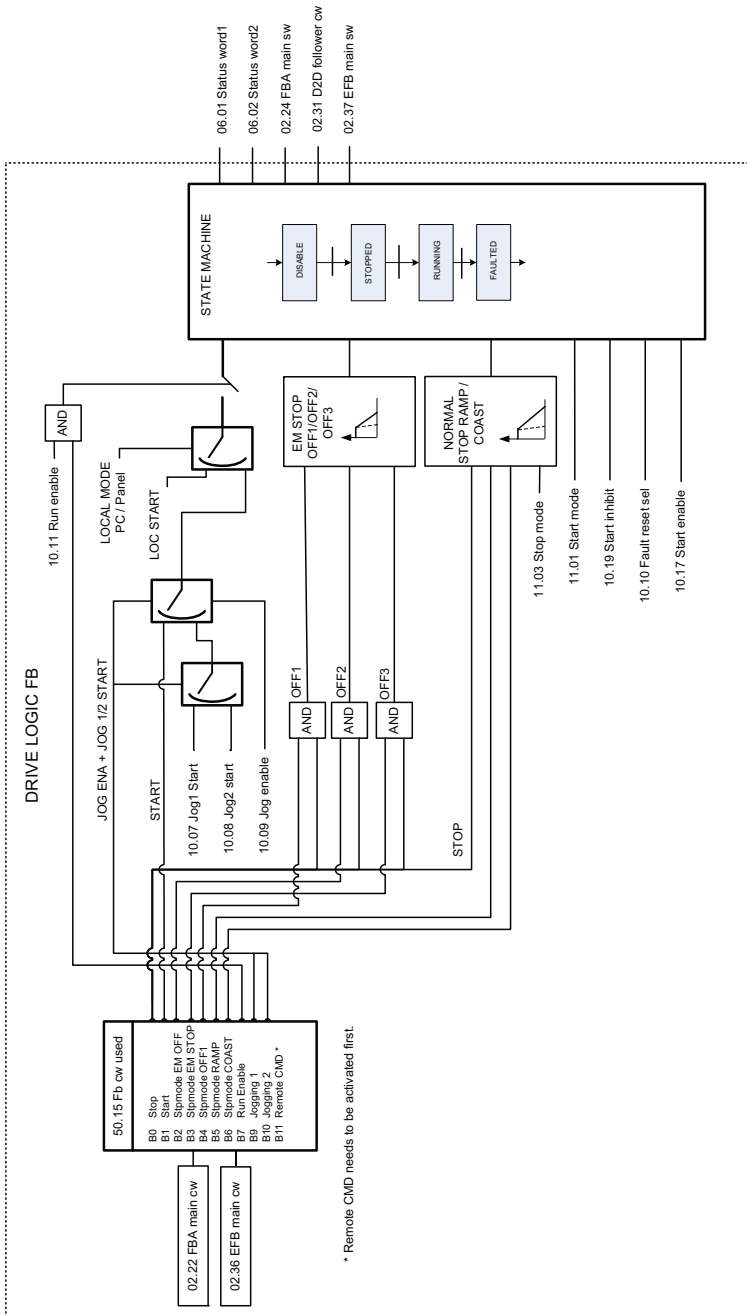 DRIVE LOGIC FB
50.15 Fb cw used
B0 Stop
B1 Start
B2 Stpmode EM OFF
B3 Stpmode EM STOP
B4 Stpmode OFF1
B5 Stpmode RAMP
B6 Stpmode COAST
B7 Run Enable
B9 Jogging 1
B10 Jogging 2
B11 Remote CMD *
02.22 FBA main cw
02.36 EFB main cw
* Remote CMD needs to be activated first.
JOG ENA + JOG 1/2 START
START
10.07 Jog1 Start
10.08 Jog2 start
10.09 Jog enable
10.11 Run enable
AND
LOCAL MODE
PC / Panel
LOC START
AND
OFF1
AND
OFF2
AND
OFF3
STOP
EM STOP
OFF1/OFF2/
OFF3
NORMAL
STOP RAMP /
COAST
11.03 Stop mode
11.01 Start mode
10.19 Start inhibit
10.10 Fault reset sel
10.17 Start enable
STATE MACHINE
DISABLE
STOPPED
RUNNING
FAULTED
06.01 Status word1
06.02 Status word2
02.24 FBA main sw
02.31 D2D follower cw
02.37 EFB main sw